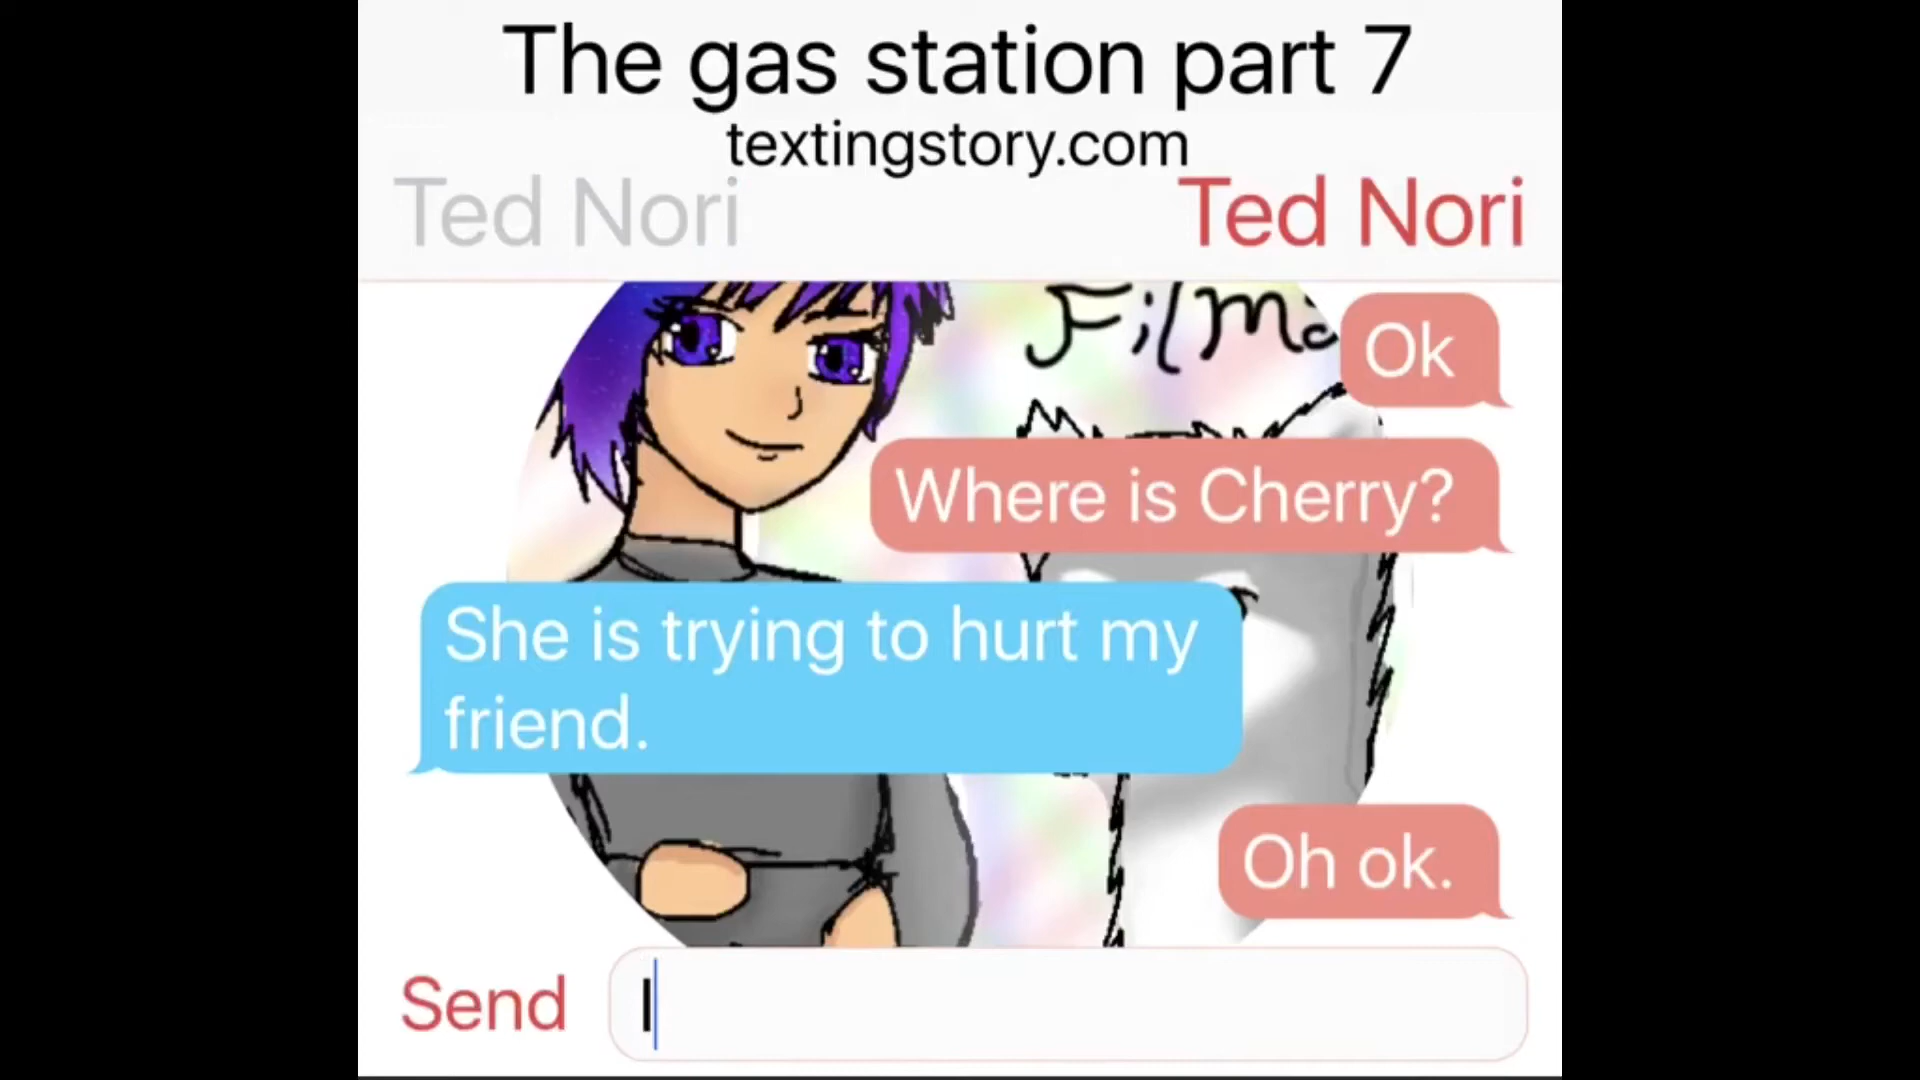 The gas station part 7
textingstory.com
Ted Nori Ted Nori
Ok
Where is Cherry?
She is trying to hurt my
friend.
Oh ok.
Send I